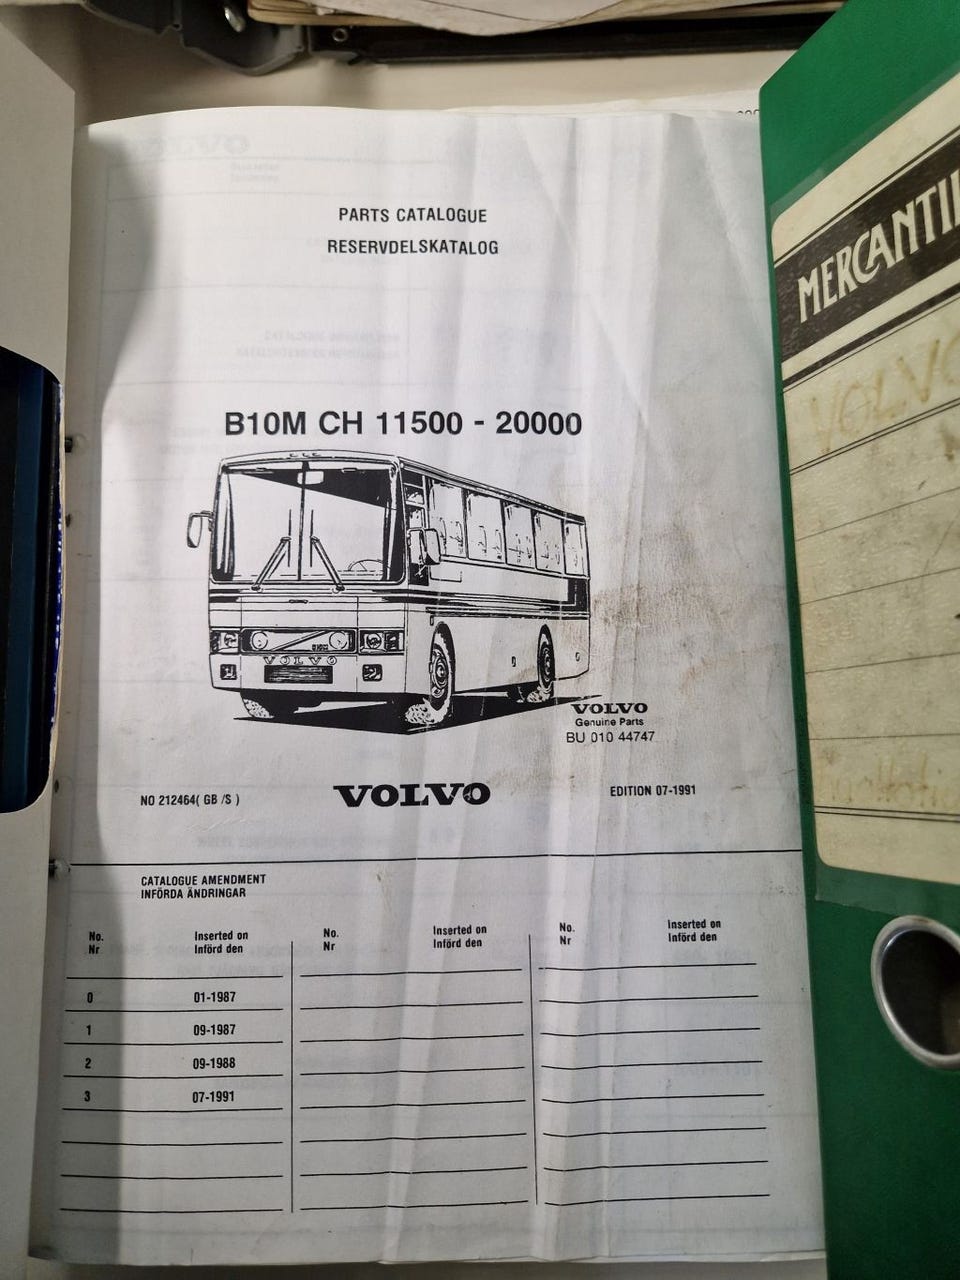 PARTS CATALOGUE
RESERVDELSKATALOG
B10M CH 11500 - 20000
VOLVO
VOLVO
Genuine Parts
BU 010 44747
NO 212464( GB /S )
VOLVO
EDITION 07-1991
CATALOGUE AMENDMENT
INFÖRDA ÄNDRINGAR
No. Inserted on No. Inserted on No. Inserted on
Nr Införd den Nr Införd den Nr Införd den
0 01-1987
1 09-1987
2 09-1988
3 07-1991
MERCANTI
VOLVO